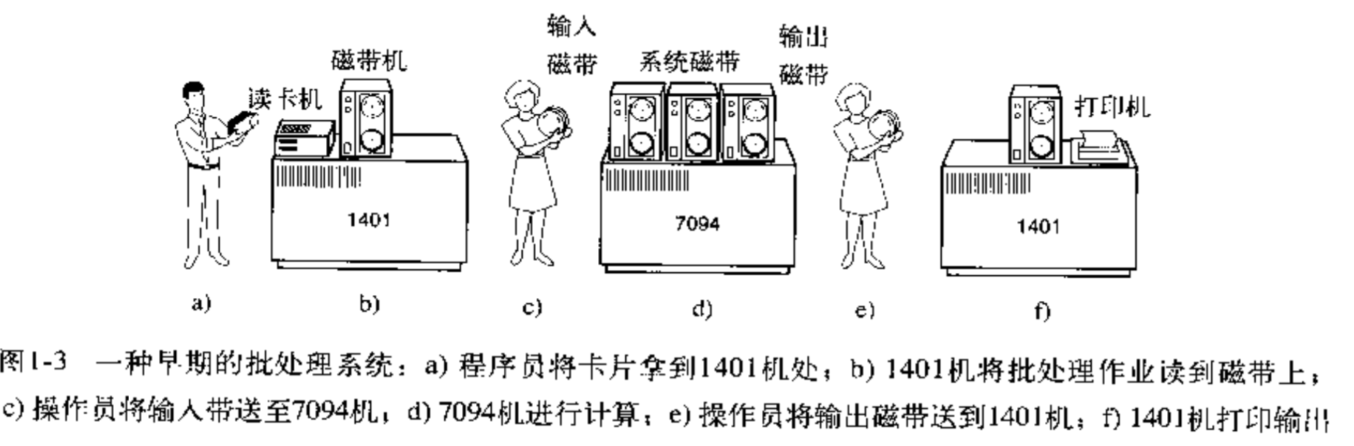 输入
磁带
输出
磁带
磁带机
系统磁带
读卡机
打印机
1401
7094
1401
a)
b)
c)
d)
e)
f)
图1-3 一种早期的批处理系统：a) 程序员将卡片拿到1401机处；b) 1401机将批处理作业读到磁带上；
c) 操作员将输入带送至7094机；d) 7094机进行计算；e) 操作员将输出磁带送到1401机；f) 1401机打印输出